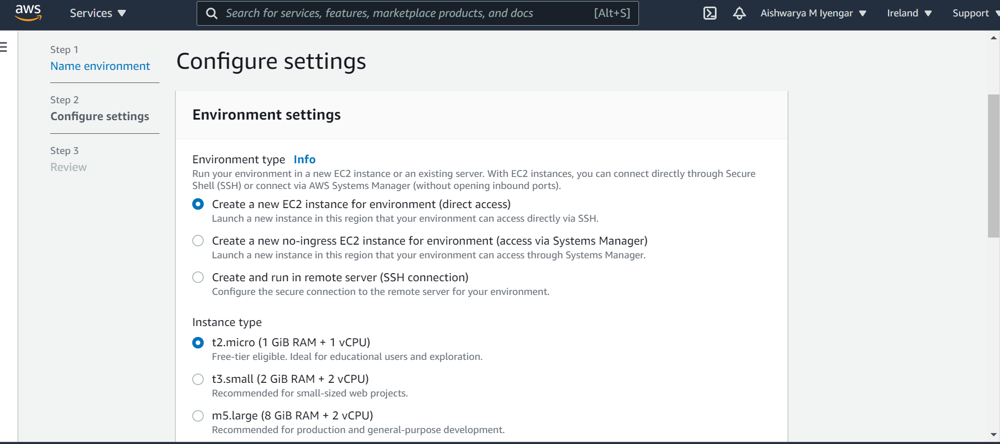 aws Services Search for services, features, marketplace products, and docs [Alt+S] Aishwarya M Iyengar Ireland Support
Step 1
Name environment
Step 2
Configure settings
Step 3
Review
Configure settings
Environment settings
Environment type Info
Run your environment in a new EC2 instance or an existing server. With EC2 instances, you can connect directly through Secure
Shell (SSH) or connect via AWS Systems Manager (without opening inbound ports).
Create a new EC2 instance for environment (direct access)
Launch a new instance in this region that your environment can access directly via SSH.
Create a new no-ingress EC2 instance for environment (access via Systems Manager)
Launch a new instance in this region that your environment can access through Systems Manager.
Create and run in remote server (SSH connection)
Configure the secure connection to the remote server for your environment.
Instance type
t2.micro (1 GiB RAM + 1 vCPU)
Free-tier eligible. Ideal for educational users and exploration.
t3.small (2 GiB RAM + 2 vCPU)
Recommended for small-sized web projects.
m5.large (8 GiB RAM + 2 vCPU)
Recommended for production and general-purpose development.